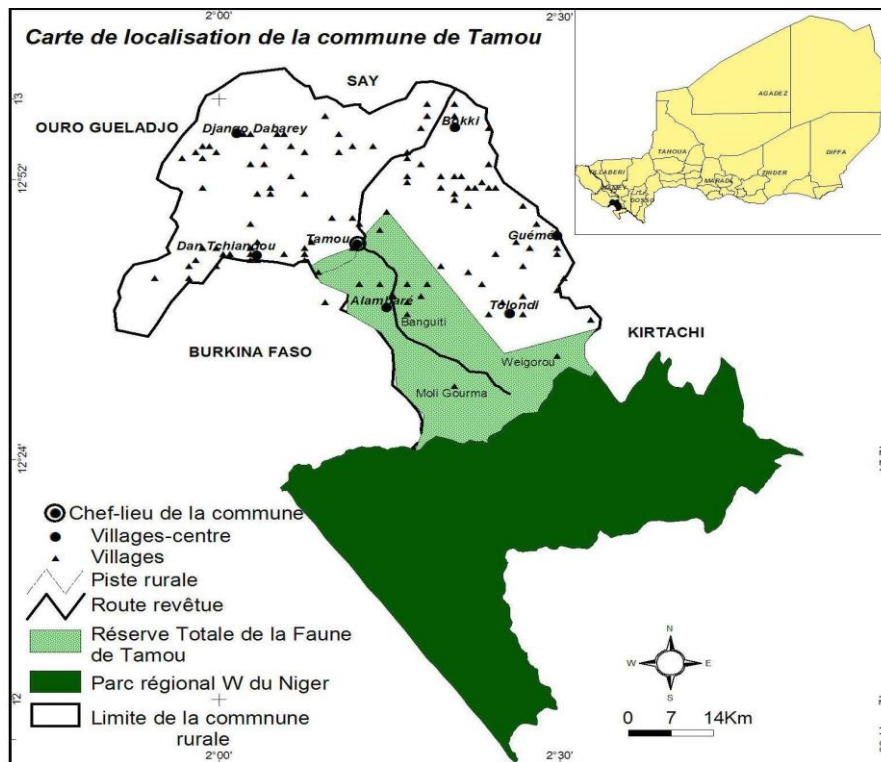 2°00'
2°30'
Carte de localisation de la commune de Tamou
SAY
AGADEZ
13
OURO GUELADJO
Django Dabarey
Bokki
TAHOUA
DIFFA
12°52'
TILLABERI
NIAMEY
MARADI
ZINDER
DOSSO
Tamou
Guémé
Dan Tchiangou
Alambaré
Tolondi
Banguiti
KIRTACHI
BURKINA FASO
Weigorou
Moli Gourma
12°24'
Chef-lieu de la commune
Villages-centre
Villages
Piste rurale
Route revêtue
Réserve Totale de la Faune
de Tamou
N
W E
S
Parc régional W du Niger
12
Limite de la commnune
rurale
0 7 14Km
2°00'
2°30'